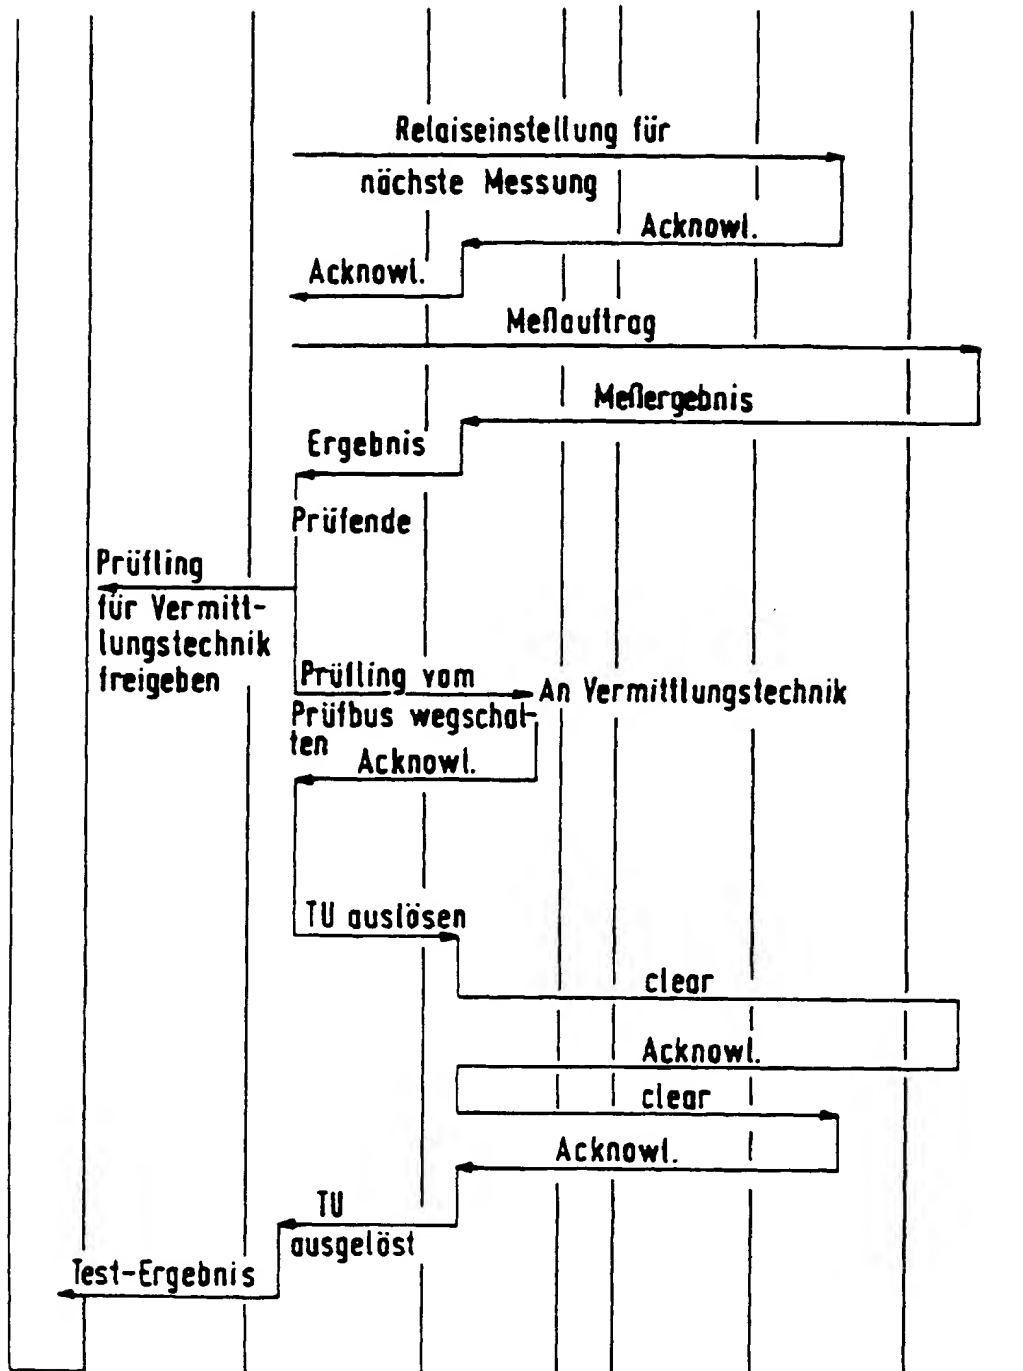 Relaiseinstellung für
nächste Messung
Acknowl.
Acknowl.
Meßauftrag
Meßergebnis
Ergebnis
Prüfende
Prüfling
für Vermitt-
lungstechnik
freigeben
Prüfling vom
An Vermittlungstechnik
Prüfbus wegschal-
ten
Acknowl.
TU auslösen
clear
Acknowl.
clear
Acknowl.
TU
ausgelöst
Test-Ergebnis